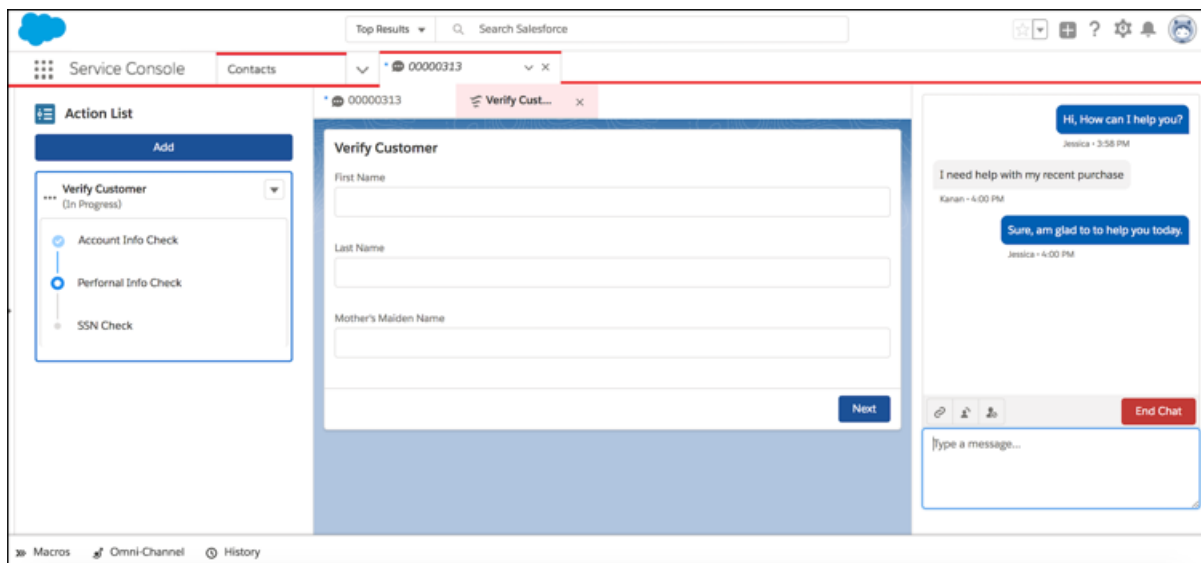 Top Results Search Salesforce
Service Console Contacts * 00000313
Action List
Add
Verify Customer
(In Progress)
Account Info Check
Perfornal Info Check
SSN Check
* 00000313 Verify Cust...
Verify Customer
First Name
Last Name
Mother's Maiden Name
Next
Hi, How can I help you?
Jessica • 3:58 PM
I need help with my recent purchase
Kanan • 4:00 PM
Sure, am glad to to help you today.
Jessica • 4:00 PM
End Chat
Type a message...
Macros Omni-Channel History